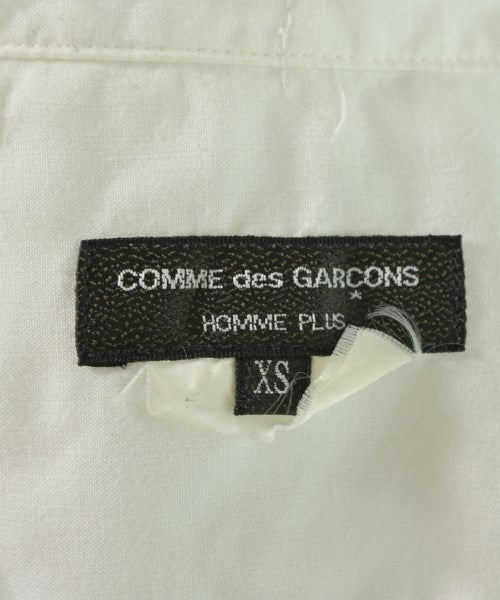 COMME des GARCONS
*
HOMME PLUS
XS